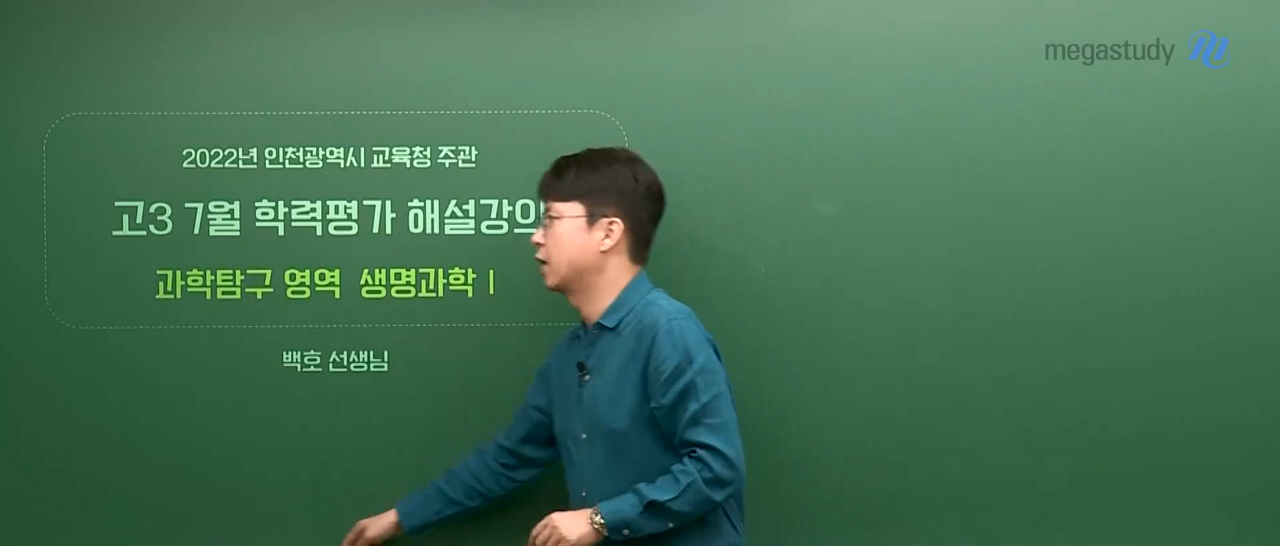 megastudy
2022년 인천광역시 교육청 주관
고3 7월 학력평가 해설강의
과학탐구 영역 생명과학 I
백호 선생님